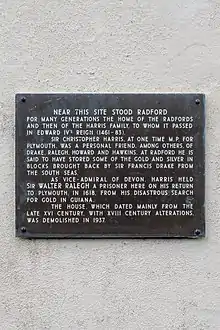 NEAR THIS SITE STOOD RADFORD
FOR MANY GENERATIONS THE HOME OF THE RADFORDS
AND THEN OF THE HARRIS FAMILY, TO WHOM IT PASSED
IN EDWARD IV'S REIGN (1461-83).
SIR CHRISTOPHER HARRIS, AT ONE TIME M.P. FOR
PLYMOUTH, WAS A PERSONAL FRIEND, AMONG OTHERS, OF
DRAKE, RALEGH, HOWARD AND HAWKINS. AT RADFORD HE IS
SAID TO HAVE STORED SOME OF THE GOLD AND SILVER IN
BLOCKS BROUGHT BACK BY SIR FRANCIS DRAKE FROM
THE SOUTH SEAS.
AS VICE-ADMIRAL OF DEVON, HARRIS HELD
SIR WALTER RALEGH A PRISONER HERE ON HIS RETURN
TO PLYMOUTH, IN 1618, FROM HIS DISASTROUS SEARCH
FOR GOLD IN GUIANA.
THE HOUSE, WHICH DATED MAINLY FROM THE
LATE XVI CENTURY, WITH XVIII CENTURY ALTERATIONS,
WAS DEMOLISHED IN 1937.